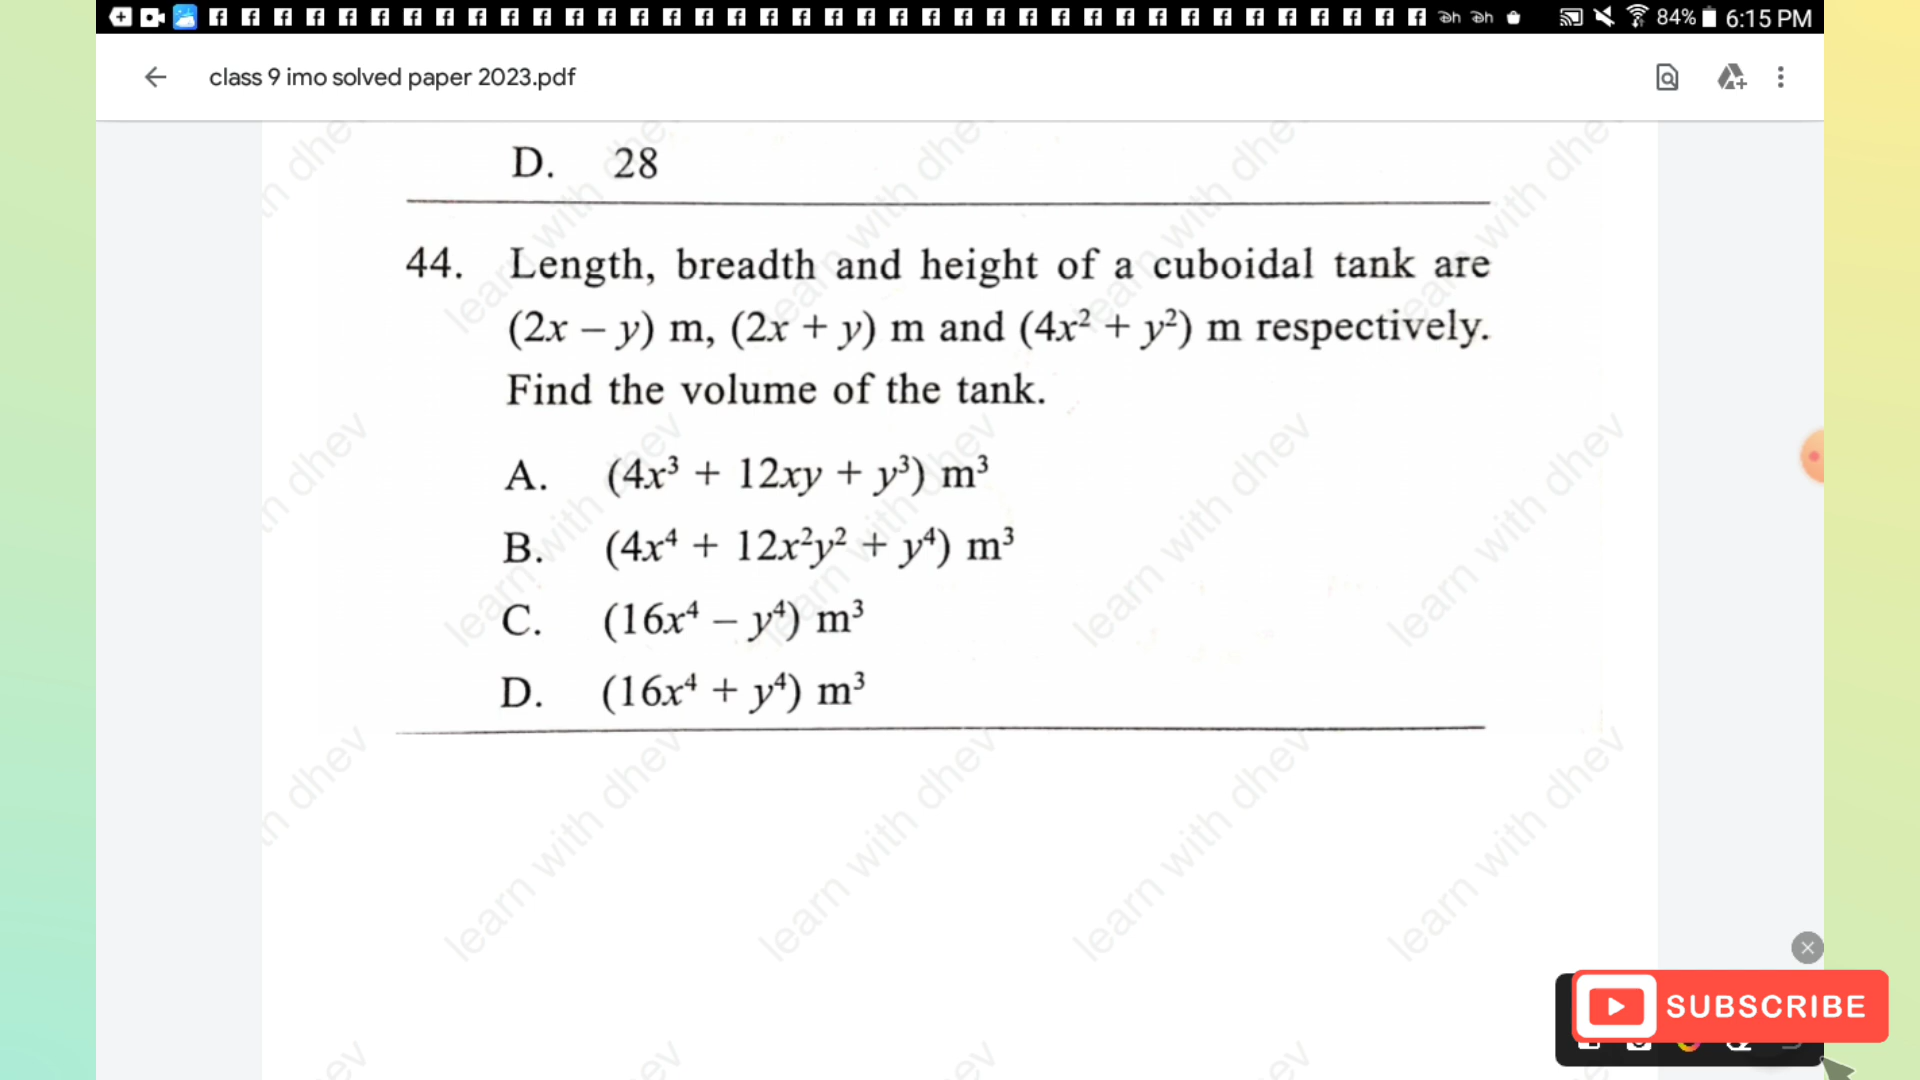 84% 6:15 PM
class 9 imo solved paper 2023.pdf
D. 28
44. Length, breadth and height of a cuboidal tank are
(2x – y) m, (2x + y) m and (4x² + y²) m respectively.
Find the volume of the tank.
A. (4x³ + 12xy + y³) m³
B. (4x⁴ + 12x²y² + y⁴) m³
C. (16x⁴ – y⁴) m³
D. (16x⁴ + y⁴) m³
learn with dhev
SUBSCRIBE